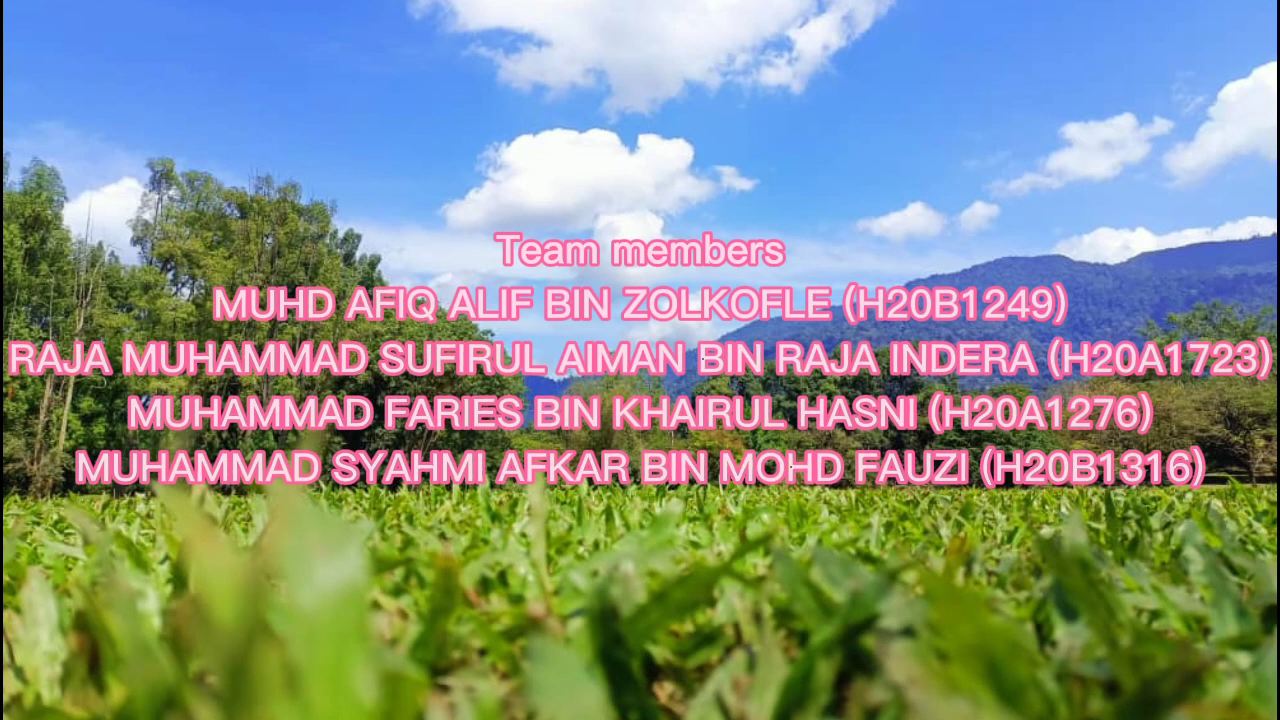 Team members
MUHD AFIQ ALIF BIN ZOLKOFLE (H20B1249)
RAJA MUHAMMAD SUFIRUL AIMAN BIN RAJA INDERA (H20A1723)
MUHAMMAD FARIES BIN KHAIRUL HASNI (H20A1276)
MUHAMMAD SYAHMI AFKAR BIN MOHD FAUZI (H20B1316)